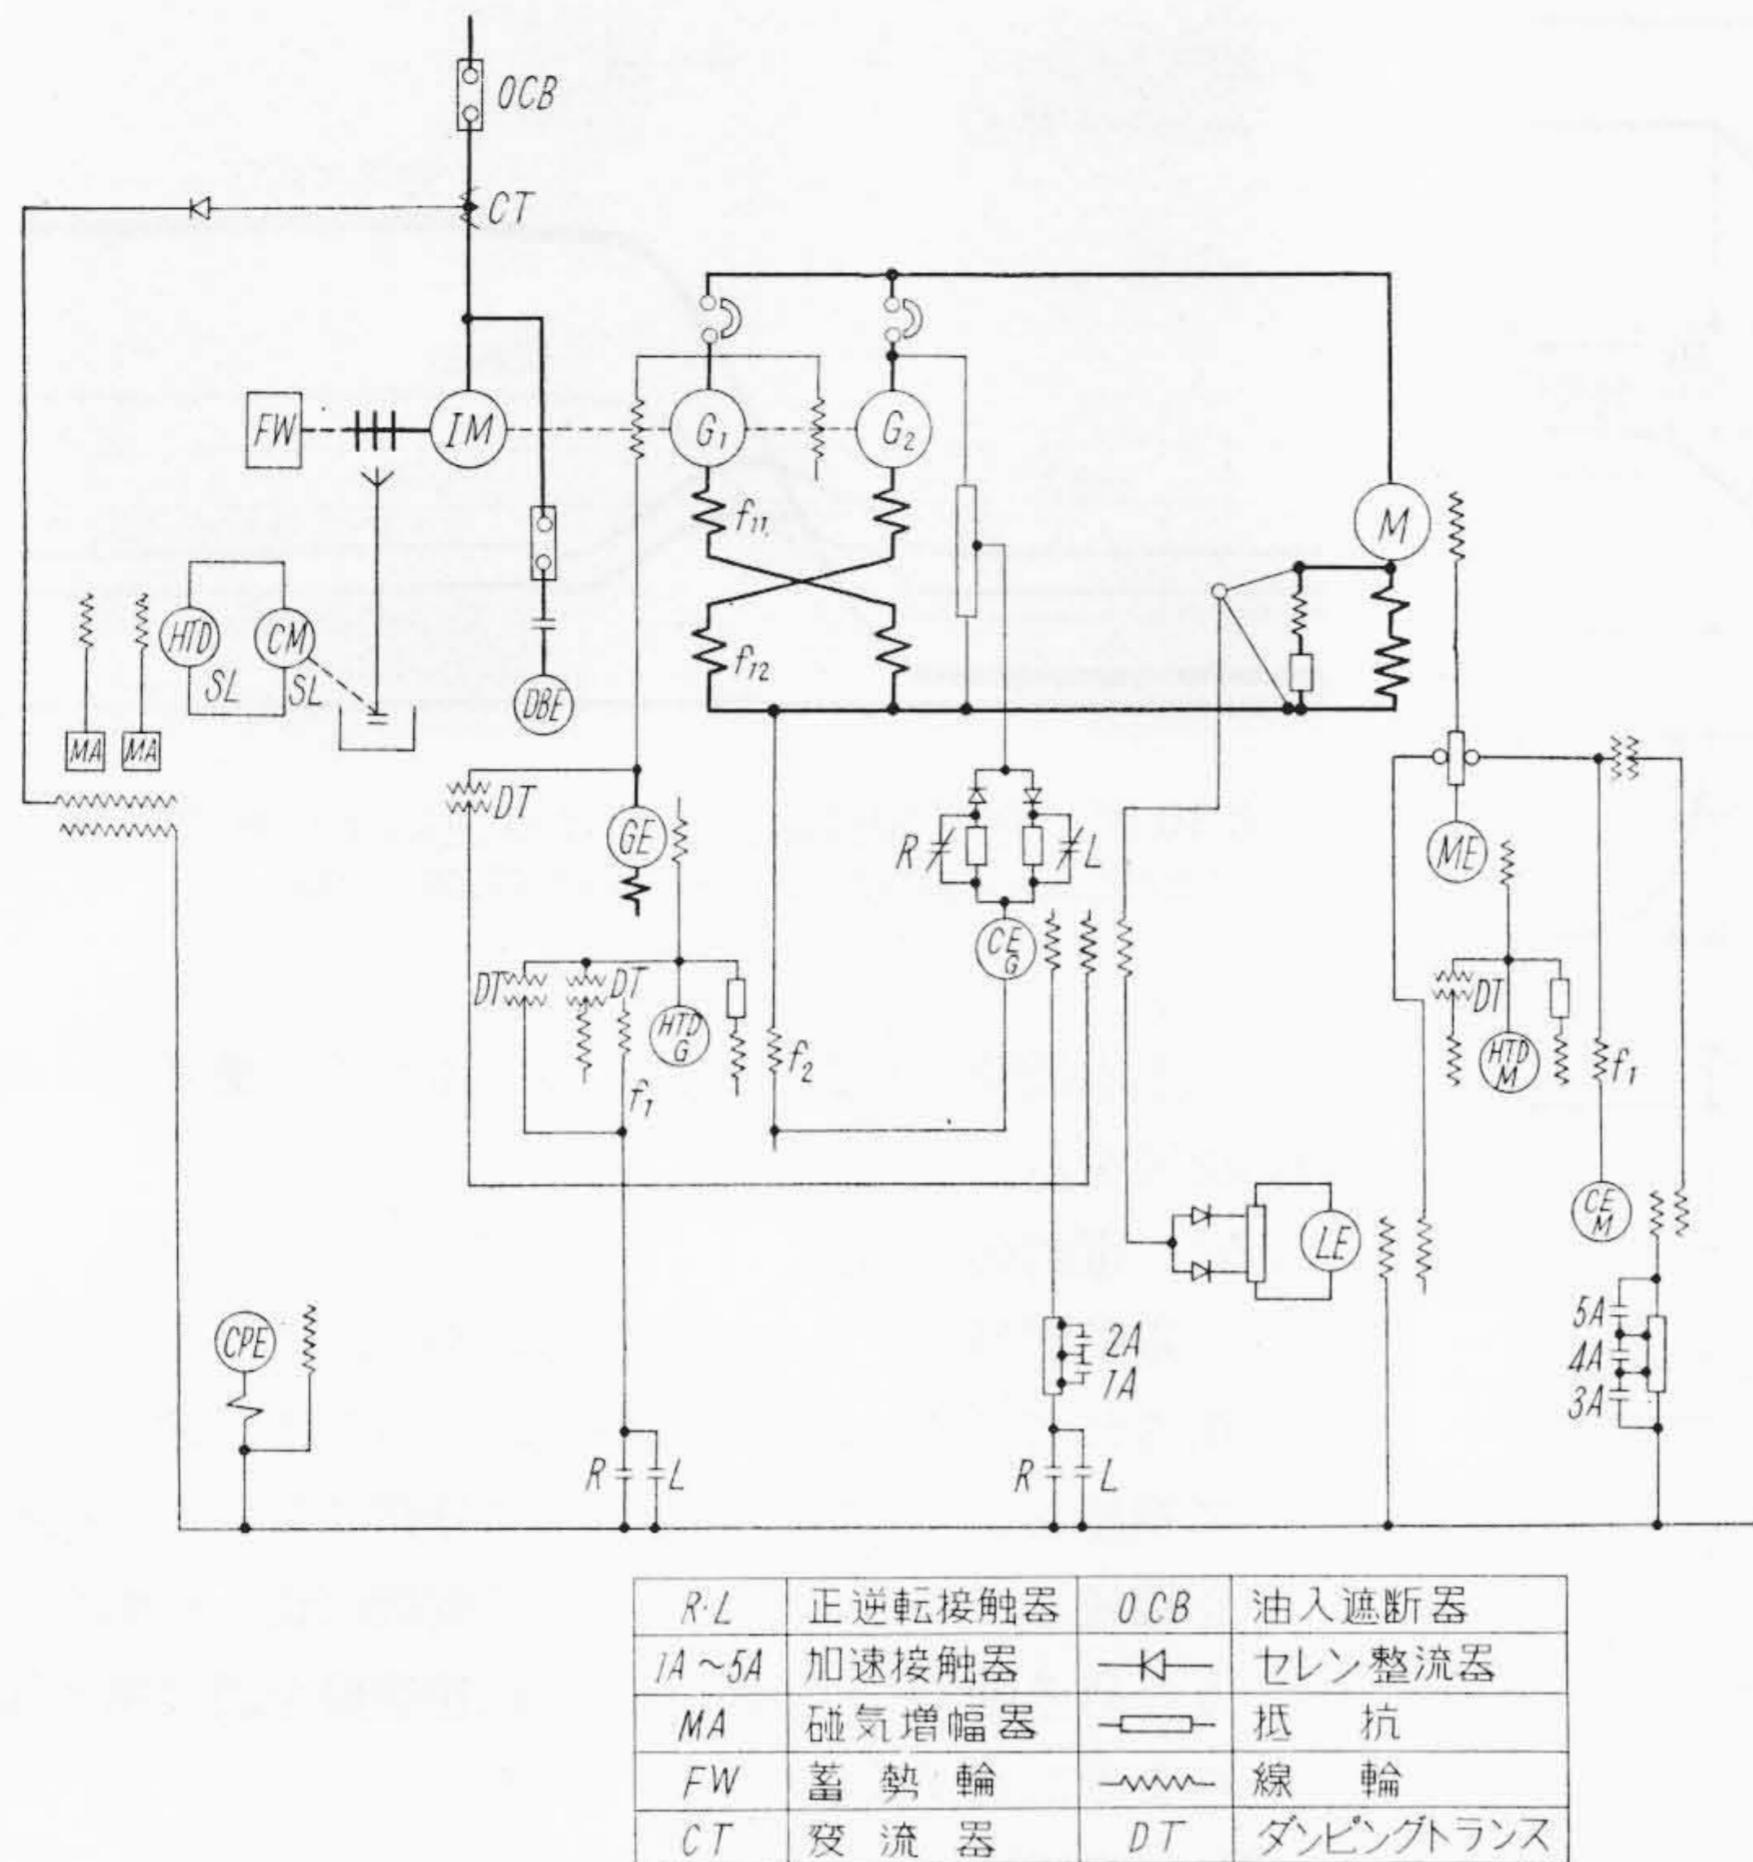 OCB
CT
FW
IM
G1
G2
f11
M
HTD
CM
SL
SL
f12
DBE
MA
MA
DT
GE
R
L
ME
CE G
DT
DT
HTD G
f2
DT
HTD M
f1
f1
CE M
LE
CPE
2A
1A
5A
4A
3A
R
L
R
L
R·L 正逆転接触器 OCB 油入遮断器
1A～5A 加速接触器 セレン整流器
MA 磁気増幅器 抵抗
FW 蓄勢輪 線輪
CT 変流器 DT ダンピングトランス